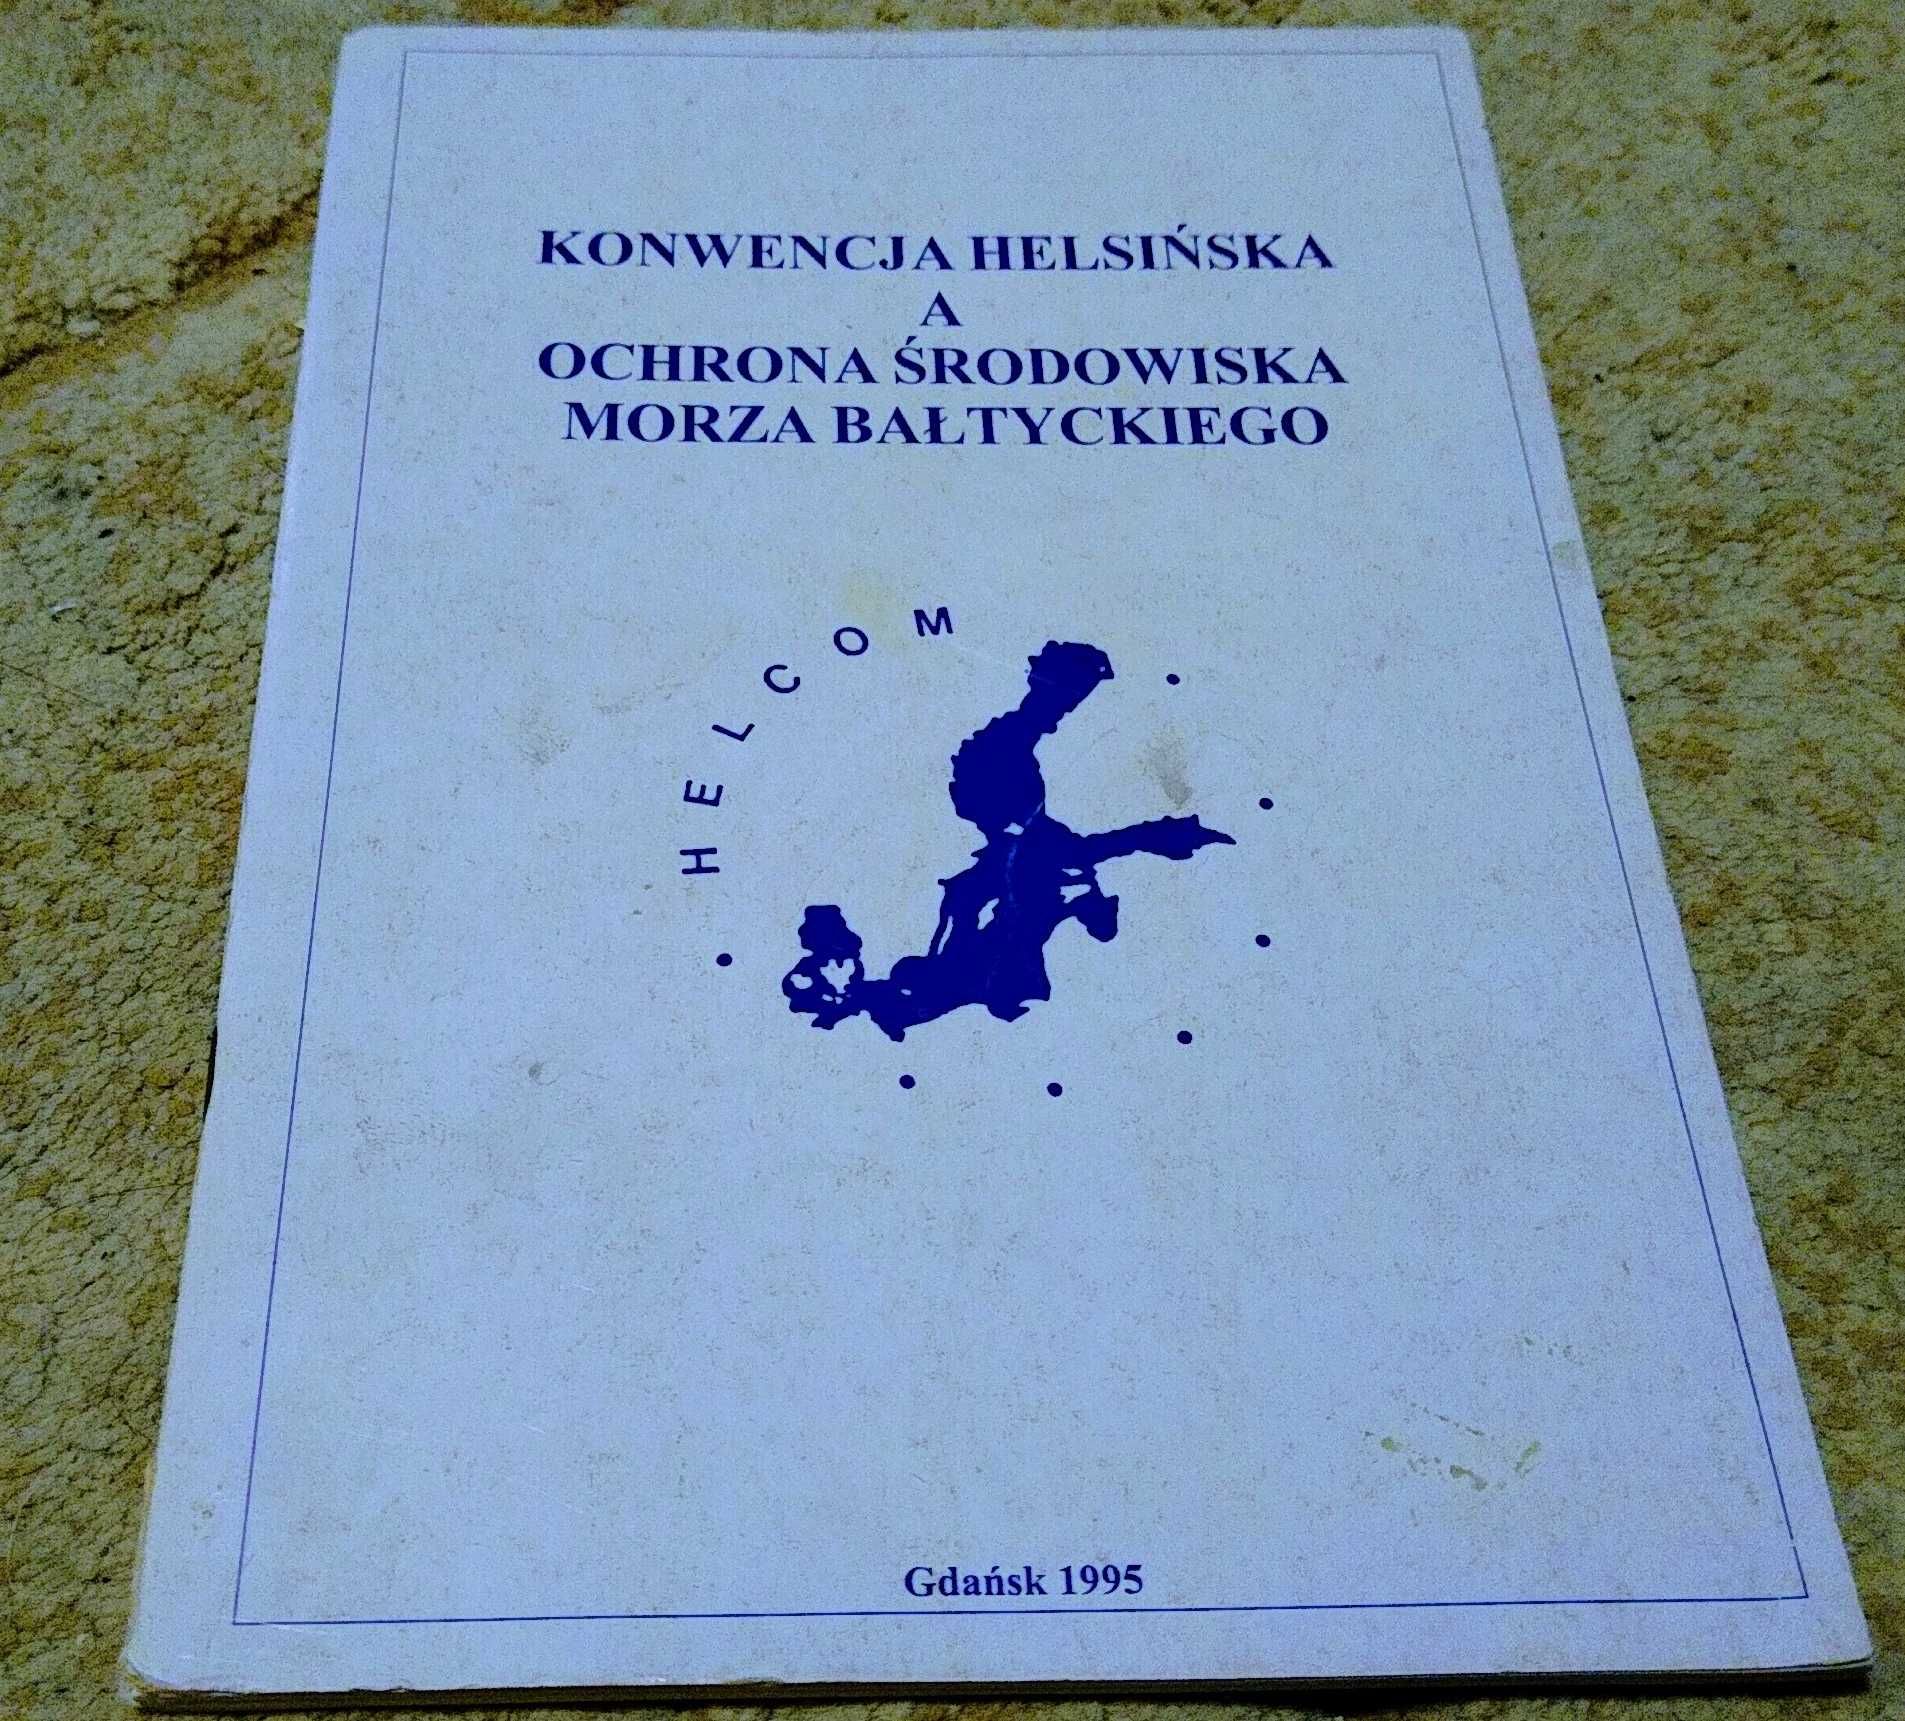 KONWENCJA HELSIŃSKA
A
OCHRONA ŚRODOWISKA
MORZA BAŁTYCKIEGO
HELCOM
Gdańsk 1995